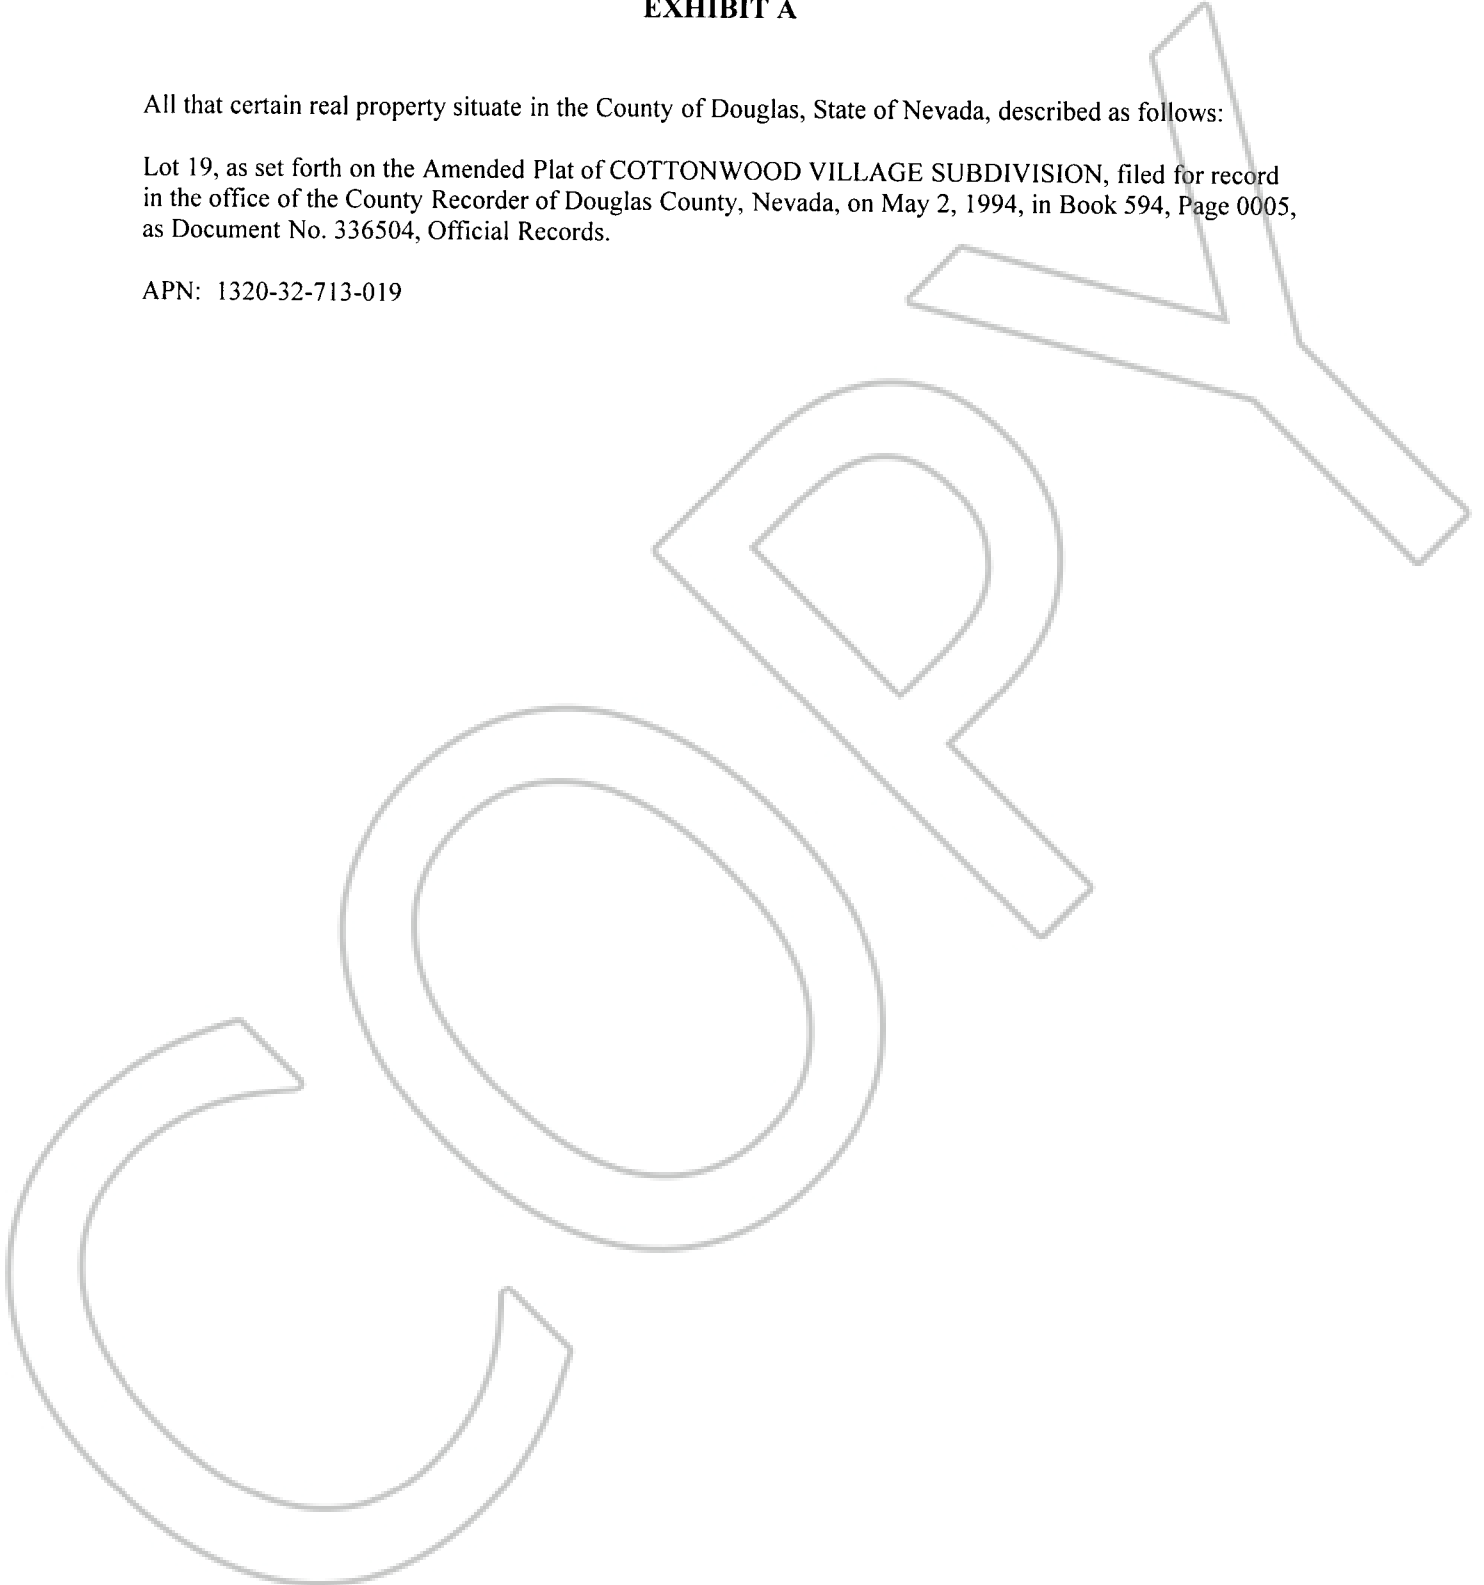 EXHIBIT A
All that certain real property situate in the County of Douglas, State of Nevada, described as follows:
Lot 19, as set forth on the Amended Plat of COTTONWOOD VILLAGE SUBDIVISION, filed for record
in the office of the County Recorder of Douglas County, Nevada, on May 2, 1994, in Book 594, Page 0005,
as Document No. 336504, Official Records.
APN: 1320-32-713-019
COPY